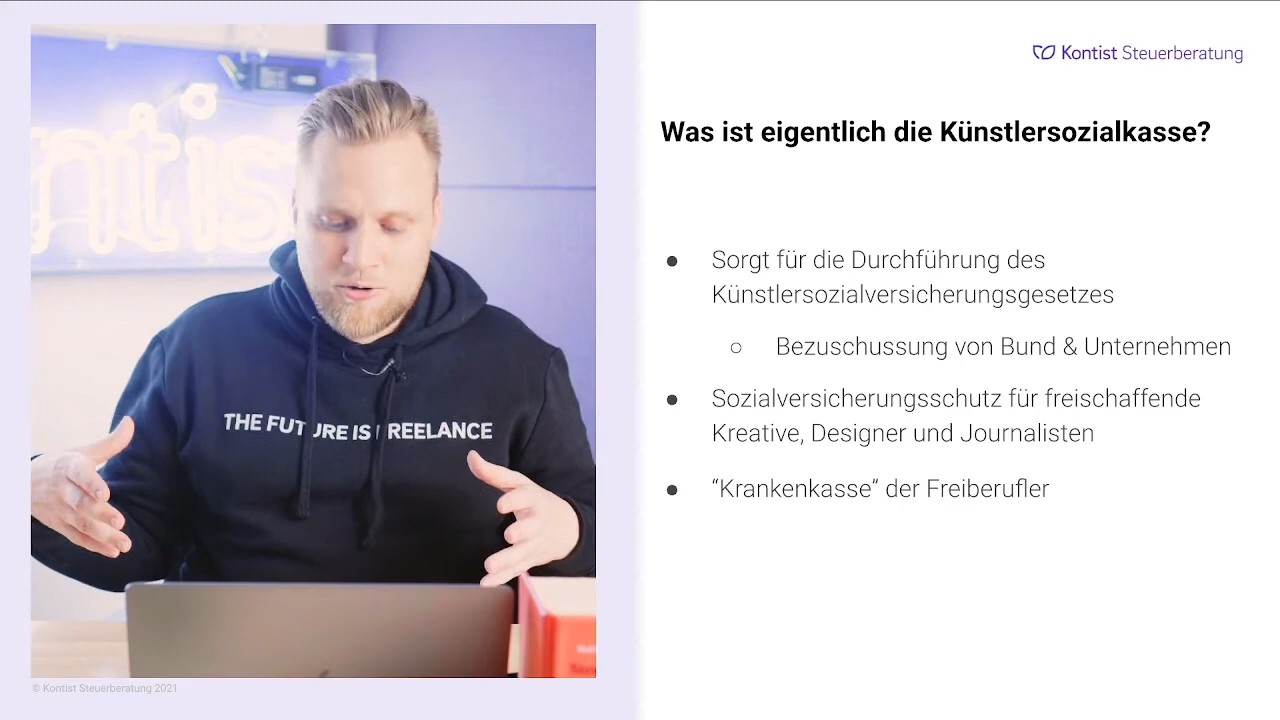 Kontist Steuerberatung
Was ist eigentlich die Künstlersozialkasse?
● Sorgt für die Durchführung des
Künstlersozialversicherungsgesetzes
○ Bezuschussung von Bund & Unternehmen
● Sozialversicherungsschutz für freischaffende
Kreative, Designer und Journalisten
● “Krankenkasse” der Freiberufler
THE FUTURE IS FREELANCE
© Kontist Steuerberatung 2021